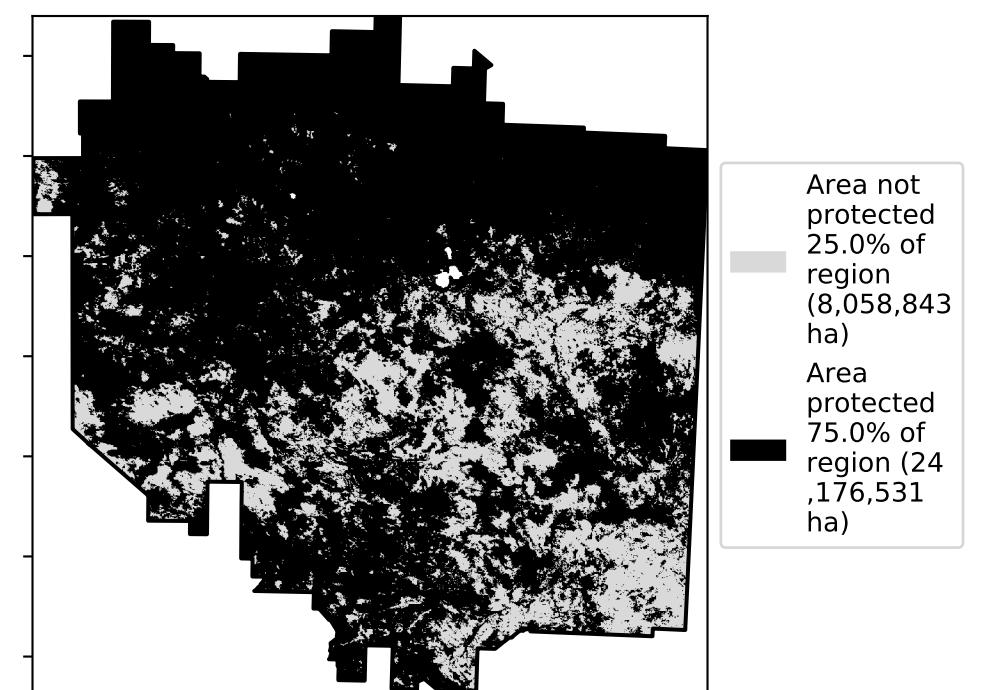 Area not
protected
25.0% of
region
(8,058,843
ha)
Area
protected
75.0% of
region (24
,176,531
ha)